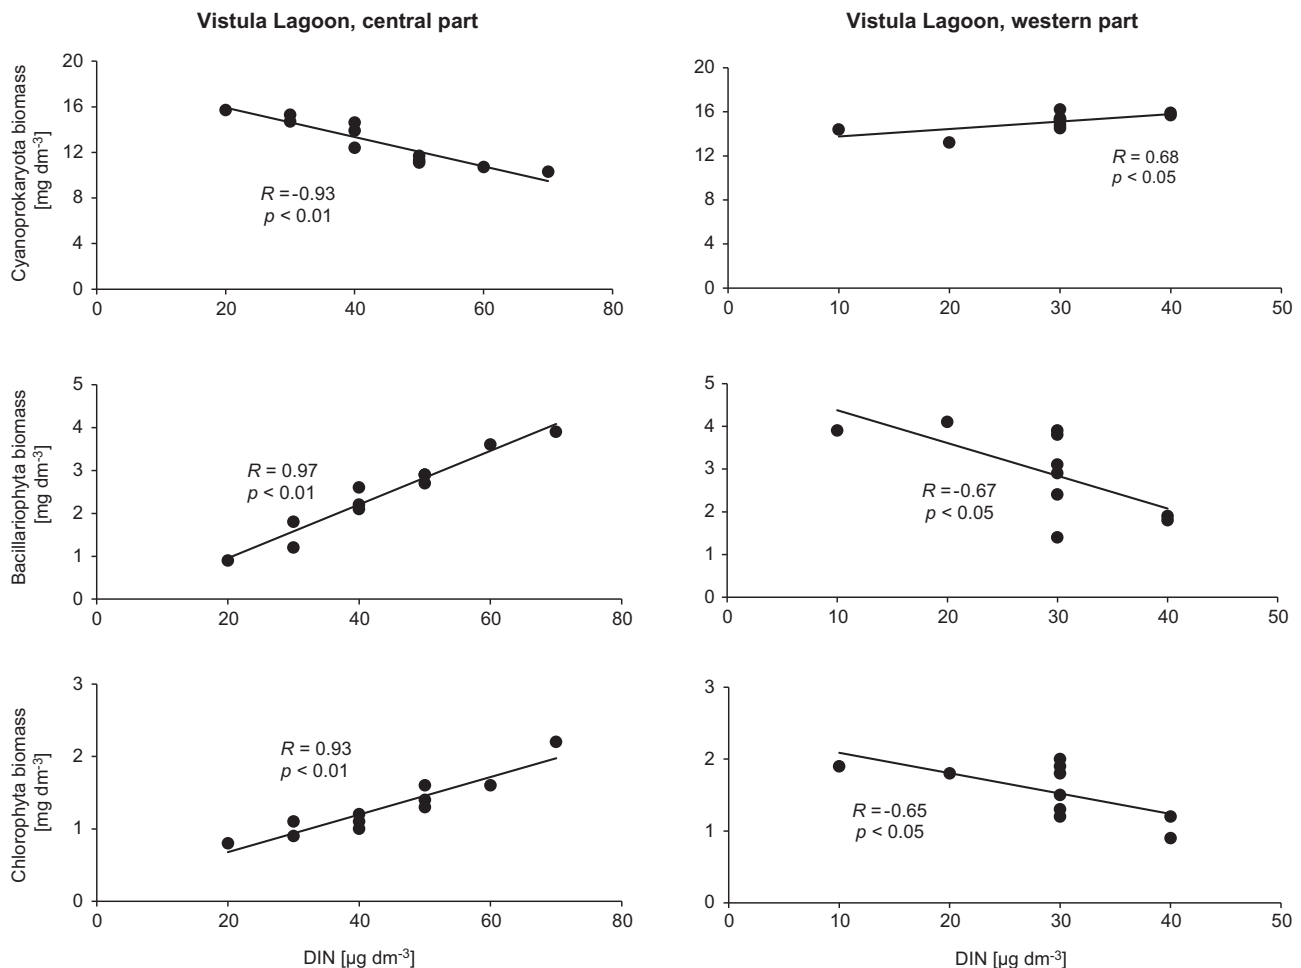 Vistula Lagoon, central part
Vistula Lagoon, western part
Cyanoprokaryota biomass
[mg dm-3]
20
16
12
8
4
0
R = -0.93
p < 0.01
0 20 40 60 80
20
16
12
8
4
0
R = 0.68
p < 0.05
0 10 20 30 40 50
Bacillariophyta biomass
[mg dm-3]
5
4
3
2
1
0
R = 0.97
p < 0.01
0 20 40 60 80
5
4
3
2
1
0
R = -0.67
p < 0.05
0 10 20 30 40 50
Chlorophyta biomass
[mg dm-3]
3
2
1
0
R = 0.93
p < 0.01
0 20 40 60 80
DIN [µg dm-3]
3
2
1
0
R = -0.65
p < 0.05
0 10 20 30 40 50
DIN [µg dm-3]